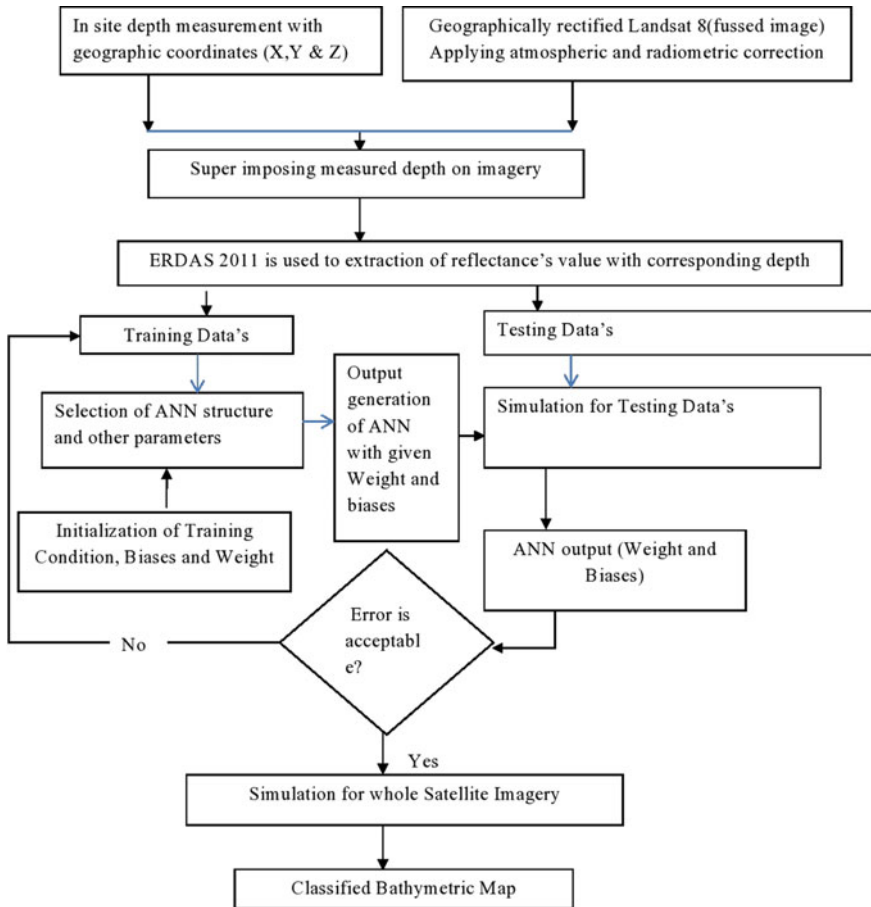 In site depth measurement with
geographic coordinates (X,Y & Z)
Geographically rectified Landsat 8(fussed image)
Applying atmospheric and radiometric correction
Super imposing measured depth on imagery
ERDAS 2011 is used to extraction of reflectance’s value with corresponding depth
Training Data’s
Testing Data’s
Selection of ANN structure
and other parameters
Output
generation
of ANN
with given
Weight and
biases
Simulation for Testing Data’s
Initialization of Training
Condition, Biases and Weight
ANN output (Weight and
Biases)
Error is
acceptabl
e?
No
Yes
Simulation for whole Satellite Imagery
Classified Bathymetric Map